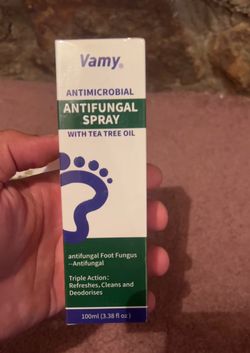 Vamy®
ANTIMICROBIAL
ANTIFUNGAL
SPRAY
WITH TEA TREE OIL
antifungal Foot Fungus
--Antifungal
Triple Action:
Refreshes, Cleans and
Deodorises
100ml (3.38 fl oz)